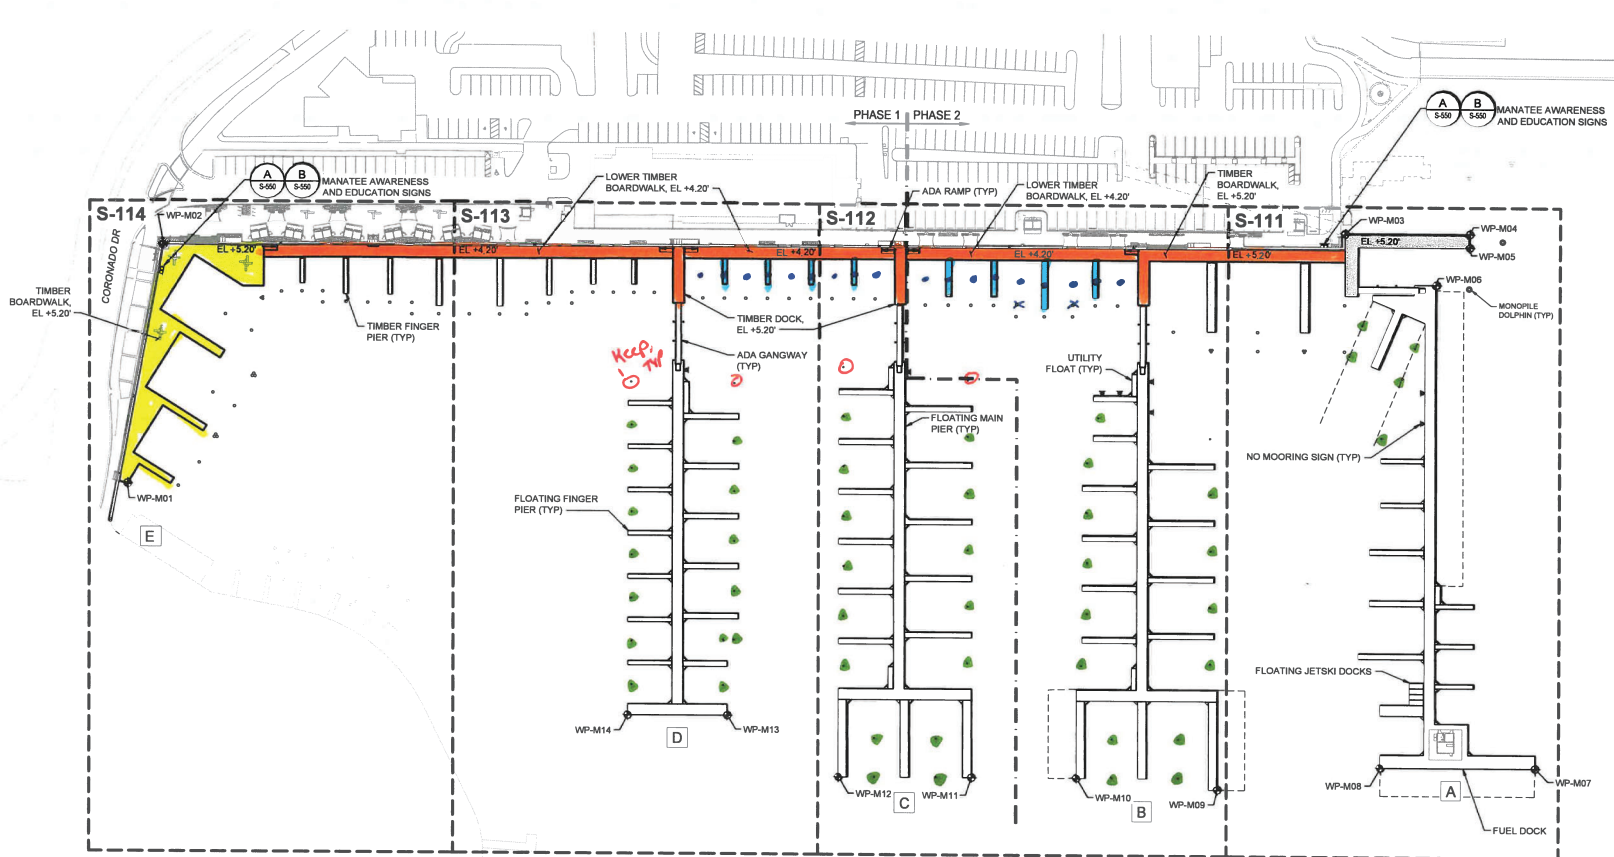 PHASE 1
PHASE 2
A
S-550
B
S-550
MANATEE AWARENESS
AND EDUCATION SIGNS
A
S-550
B
S-550
MANATEE AWARENESS
AND EDUCATION SIGNS
LOWER TIMBER
BOARDWALK, EL +4.20'
ADA RAMP (TYP)
LOWER TIMBER
BOARDWALK, EL +4.20'
TIMBER
BOARDWALK,
EL +5.20'
S-114
WP-M02
S-113
S-112
S-111
WP-M03
WP-M04
WP-M05
EL +5.20'
EL +4.20'
EL +4.20'
EL +4.20'
EL +5.20'
EL +5.20'
CORONADO DR
TIMBER
BOARDWALK,
EL +5.20'
WP-M06
MONOPILE
DOLPHIN (TYP)
TIMBER FINGER
PIER (TYP)
TIMBER DOCK,
EL +5.20'
KEEP,
TYP
ADA GANGWAY
(TYP)
UTILITY
FLOAT (TYP)
FLOATING MAIN
PIER (TYP)
NO MOORING SIGN (TYP)
WP-M01
FLOATING FINGER
PIER (TYP)
E
FLOATING JETSKI DOCKS
WP-M14
D
WP-M13
WP-M12
C
WP-M11
WP-M10
B
WP-M09
WP-M08
A
WP-M07
FUEL DOCK